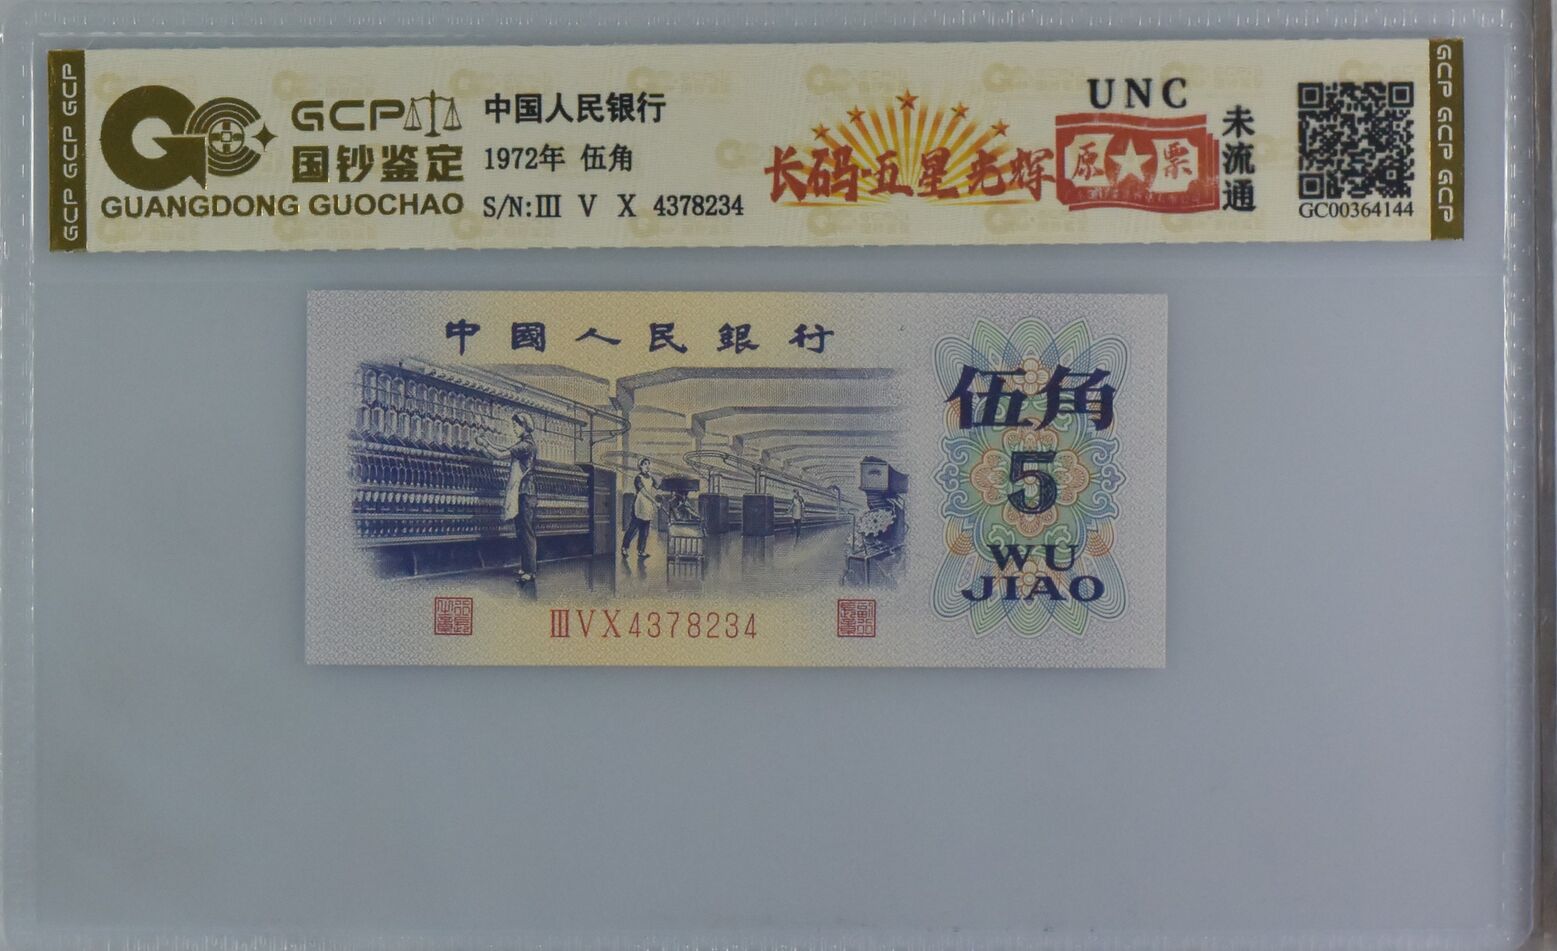 GCP GCP GCP
GCP
国钞鉴定
GUANGDONG GUOCHAO
中国人民银行
1972年 伍角
S/N:Ⅲ V X 4378234
长码·五星光辉
UNC
原票
未流通
GC00364144
GCP GCP GCP GCP
中國人民銀行
伍角
5
WU
JIAO
ⅢVX4378234